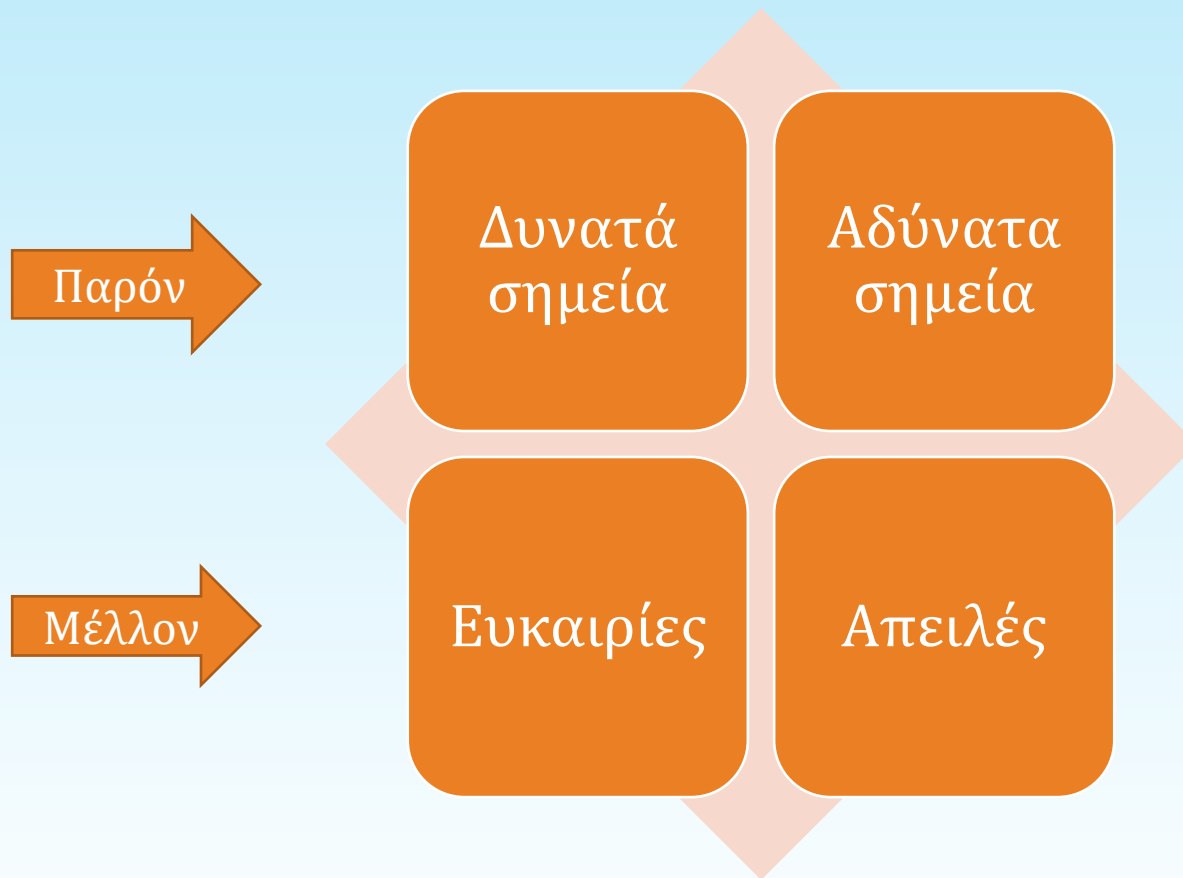 Παρόν
Δυνατά
σημεία
Αδύνατα
σημεία
Μέλλον
Ευκαιρίες
Απειλές